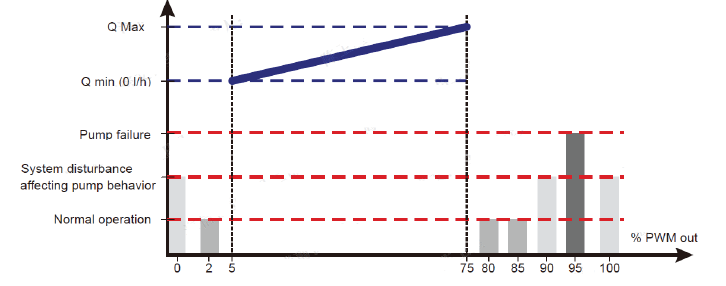 Q Max
Q min (0 l/h)
Pump failure
System disturbance
affecting pump behavior
Normal operation
% PWM out
0 2 5 75 80 85 90 95 100